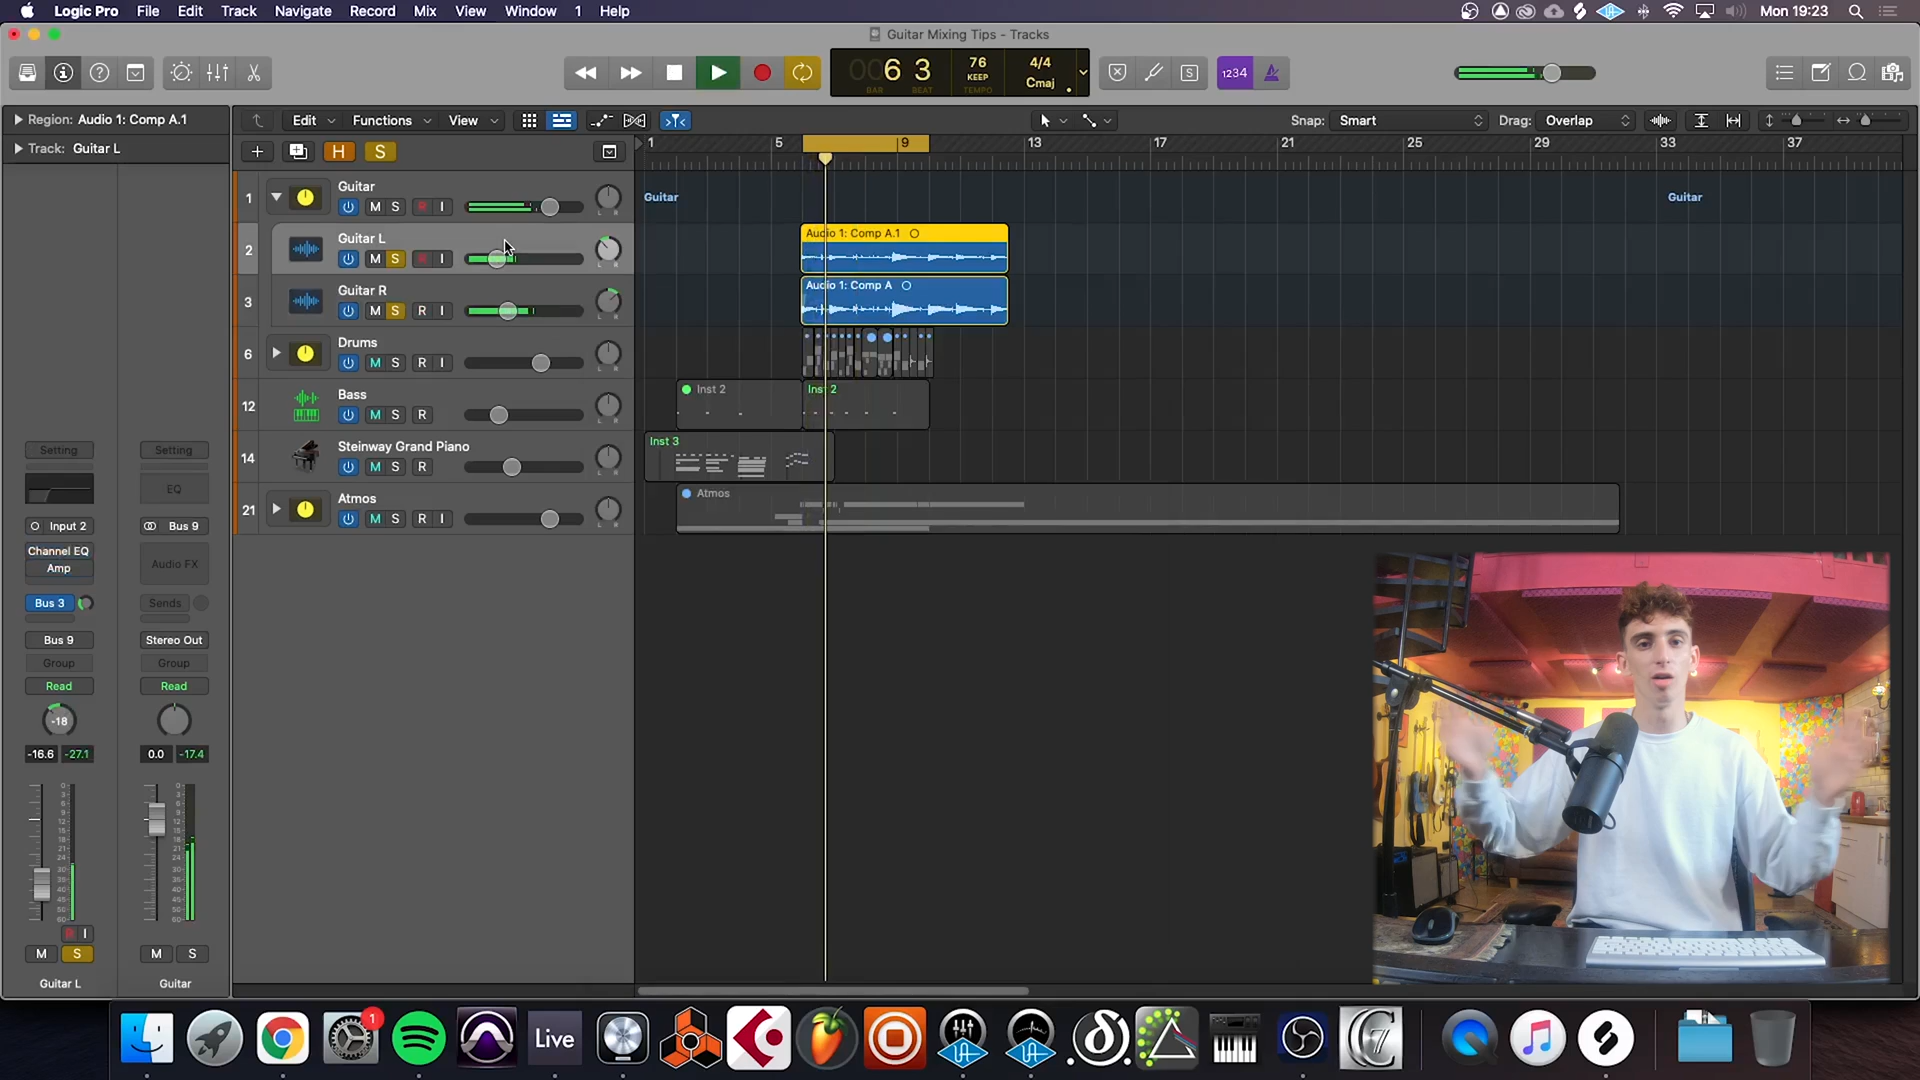 Logic Pro File Edit Track Navigate Record Mix View Window 1 Help Mon 19:23
Guitar Mixing Tips - Tracks
006 3 76 4/4 1234
KEEP Cmaj
BAR BEAT TEMPO
Region: Audio 1: Comp A.1 Edit Functions View Snap: Smart Drag: Overlap
Track: Guitar L H S 1 5 9 13 17 21 25 29 33 37
1 Guitar Guitar Guitar
M S R I
2 Guitar L Audio 1: Comp A.1
M S R I
3 Guitar R Audio 1: Comp A
M S R I
6 Drums
M S R I
12 Bass Inst 2 Inst 2
M S R
14 Steinway Grand Piano Inst 3
M S R
21 Atmos Atmos
M S R I
Setting Setting
EQ
Input 2 Bus 9
Channel EQ
Amp Audio FX
Bus 3 Sends
Bus 9 Stereo Out
Group Group
Read Read
-18
-16.6 -27.1 0.0 -17.4
R I
M S M S
Guitar L Guitar
1
Live
C7